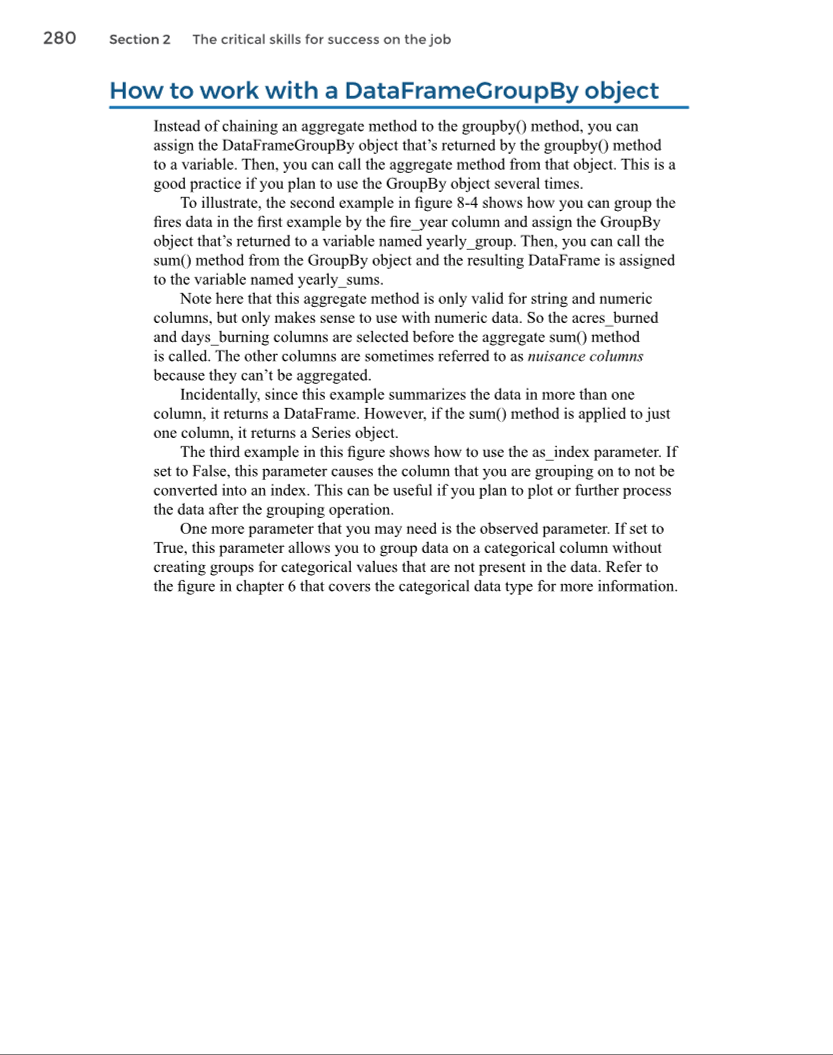 280 Section 2 The critical skills for success on the job
How to work with a DataFrameGroupBy object
Instead of chaining an aggregate method to the groupby() method, you can
assign the DataFrameGroupBy object that’s returned by the groupby() method
to a variable. Then, you can call the aggregate method from that object. This is a
good practice if you plan to use the GroupBy object several times.
To illustrate, the second example in figure 8-4 shows how you can group the
fires data in the first example by the fire_year column and assign the GroupBy
object that’s returned to a variable named yearly_group. Then, you can call the
sum() method from the GroupBy object and the resulting DataFrame is assigned
to the variable named yearly_sums.
Note here that this aggregate method is only valid for string and numeric
columns, but only makes sense to use with numeric data. So the acres_burned
and days_burning columns are selected before the aggregate sum() method
is called. The other columns are sometimes referred to as nuisance columns
because they can’t be aggregated.
Incidentally, since this example summarizes the data in more than one
column, it returns a DataFrame. However, if the sum() method is applied to just
one column, it returns a Series object.
The third example in this figure shows how to use the as_index parameter. If
set to False, this parameter causes the column that you are grouping on to not be
converted into an index. This can be useful if you plan to plot or further process
the data after the grouping operation.
One more parameter that you may need is the observed parameter. If set to
True, this parameter allows you to group data on a categorical column without
creating groups for categorical values that are not present in the data. Refer to
the figure in chapter 6 that covers the categorical data type for more information.